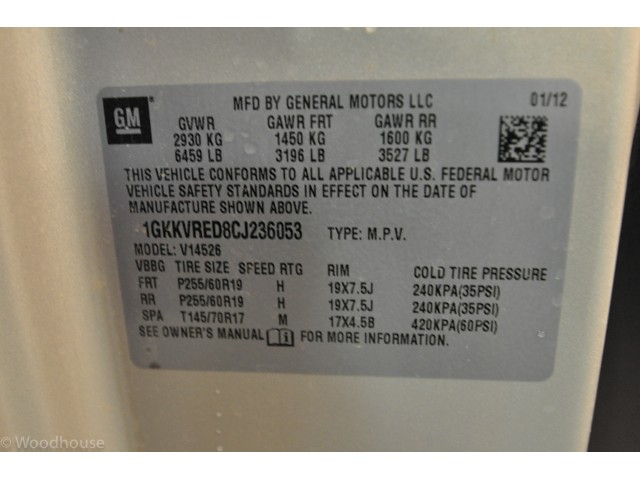 MFD BY GENERAL MOTORS LLC 01/12
GM
GVWR GAWR FRT GAWR RR
2930 KG 1450 KG 1600 KG
6459 LB 3196 LB 3527 LB
THIS VEHICLE CONFORMS TO ALL APPLICABLE U.S. FEDERAL MOTOR
VEHICLE SAFETY STANDARDS IN EFFECT ON THE DATE OF
MANUFACTURE SHOWN ABOVE.
1GKKVRED8CJ236053 TYPE: M.P.V.
MODEL: V14526
VBBG TIRE SIZE SPEED RTG RIM COLD TIRE PRESSURE
FRT P255/60R19 H 19X7.5J 240KPA(35PSI)
RR P255/60R19 H 19X7.5J 240KPA(35PSI)
SPA T145/70R17 M 17X4.5B 420KPA(60PSI)
SEE OWNER'S MANUAL FOR MORE INFORMATION.
© Woodhouse